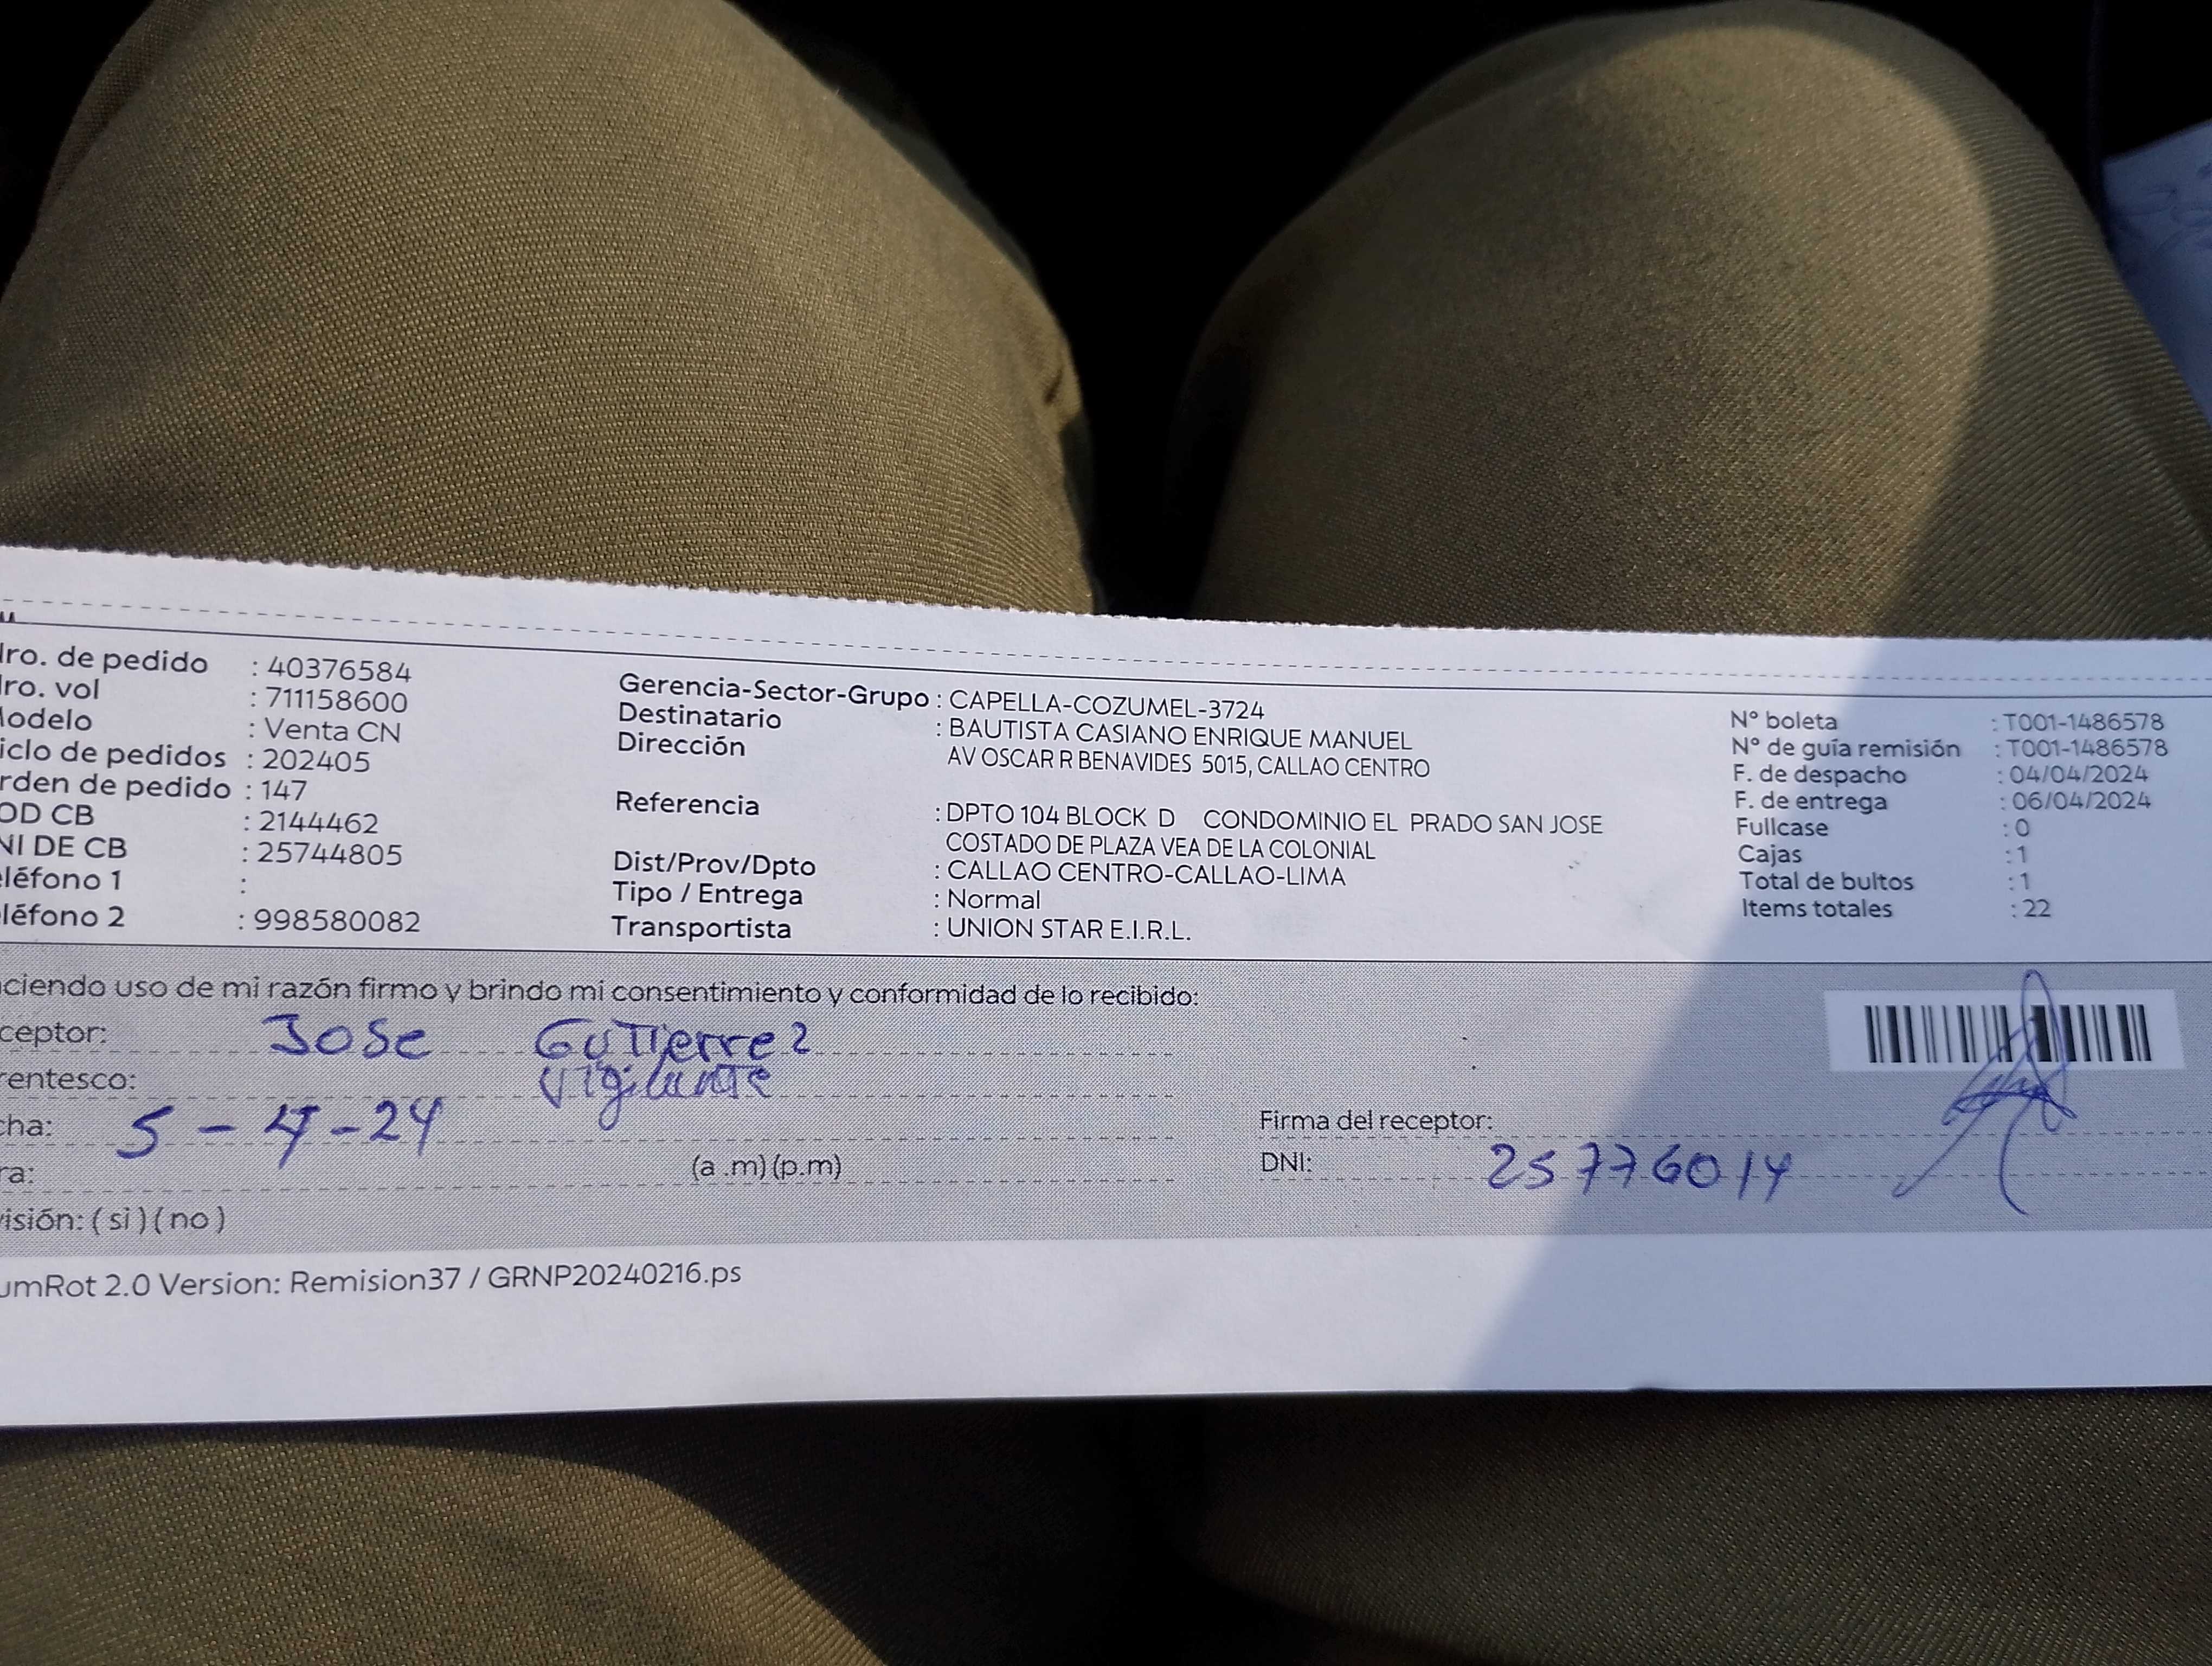 ro. de pedido : 40376584
ro. vol : 711158600
odelo : Venta CN
iclo de pedidos : 202405
rden de pedido : 147
OD CB : 2144462
NI DE CB : 25744805
léfono 1 :
léfono 2 : 998580082
Gerencia-Sector-Grupo : CAPELLA-COZUMEL-3724
Destinatario : BAUTISTA CASIANO ENRIQUE MANUEL
Dirección AV OSCAR R BENAVIDES 5015, CALLAO CENTRO
Referencia : DPTO 104 BLOCK D CONDOMINIO EL PRADO SAN JOSE
COSTADO DE PLAZA VEA DE LA COLONIAL
Dist/Prov/Dpto : CALLAO CENTRO-CALLAO-LIMA
Tipo / Entrega : Normal
Transportista : UNION STAR E.I.R.L.
N° boleta : T001-1486578
N° de guía remisión : T001-1486578
F. de despacho : 04/04/2024
F. de entrega : 06/04/2024
Fullcase : 0
Cajas : 1
Total de bultos : 1
Items totales : 22
ciendo uso de mi razón firmo y brindo mi consentimiento y conformidad de lo recibido:
ceptor: Jose Gutierrez
rentesco: Vigilante
cha: 5-4-24
ra: (a .m) (p.m)
isión: ( si ) ( no )
Firma del receptor:
DNI: 25776014
umRot 2.0 Version: Remision37 / GRNP20240216.ps